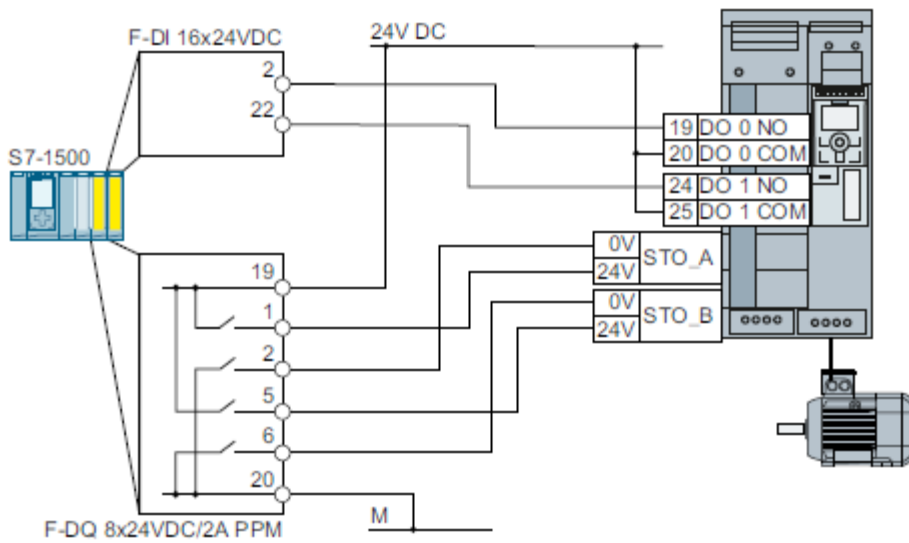 F-DI 16x24VDC
24V DC
2
22
19 DO 0 NO
20 DO 0 COM
24 DO 1 NO
25 DO 1 COM
S7-1500
0V
24V
STO_A
0V
24V
STO_B
19
1
2
5
6
20
M
F-DQ 8x24VDC/2A PPM